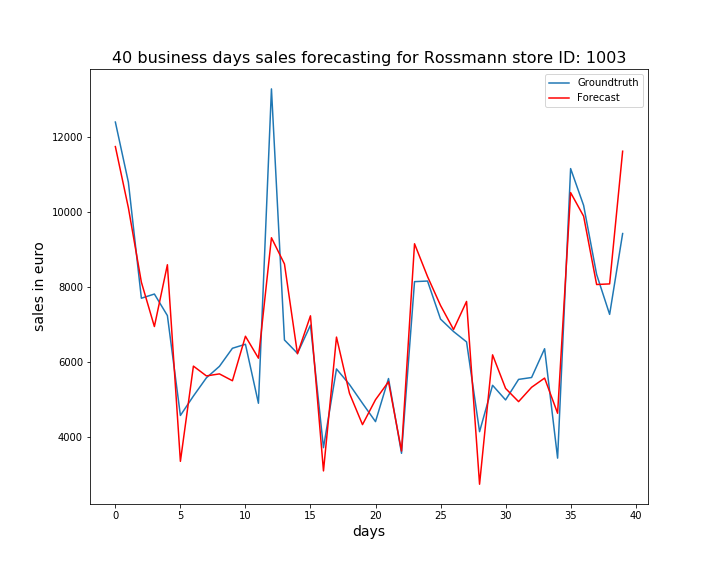 40 business days sales forecasting for Rossmann store ID: 1003
Groundtruth
Forecast
12000
10000
8000
6000
4000
sales in euro
0 5 10 15 20 25 30 35 40
days